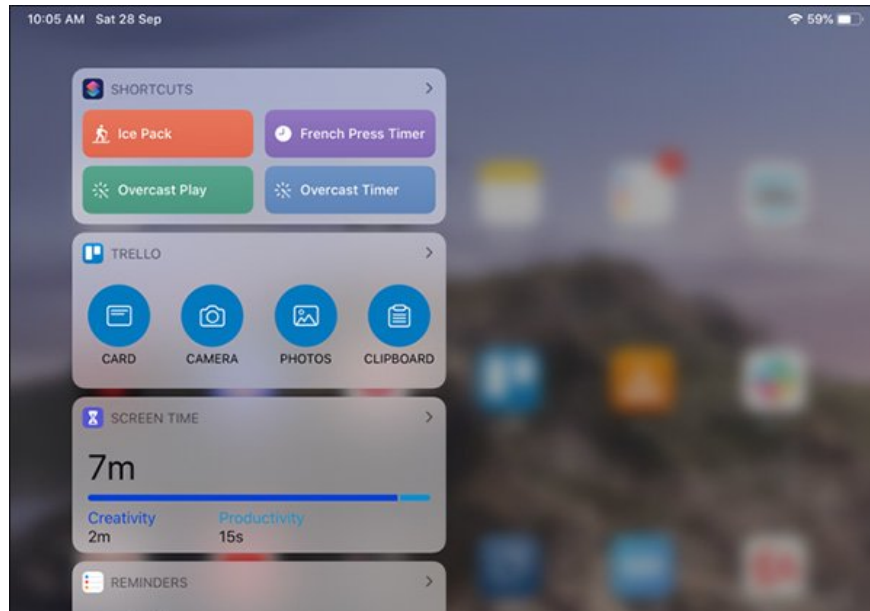 10:05 AM Sat 28 Sep 59%
SHORTCUTS
Ice Pack French Press Timer
Overcast Play Overcast Timer
TRELLO
CARD CAMERA PHOTOS CLIPBOARD
SCREEN TIME
7m
Creativity Productivity
2m 15s
REMINDERS